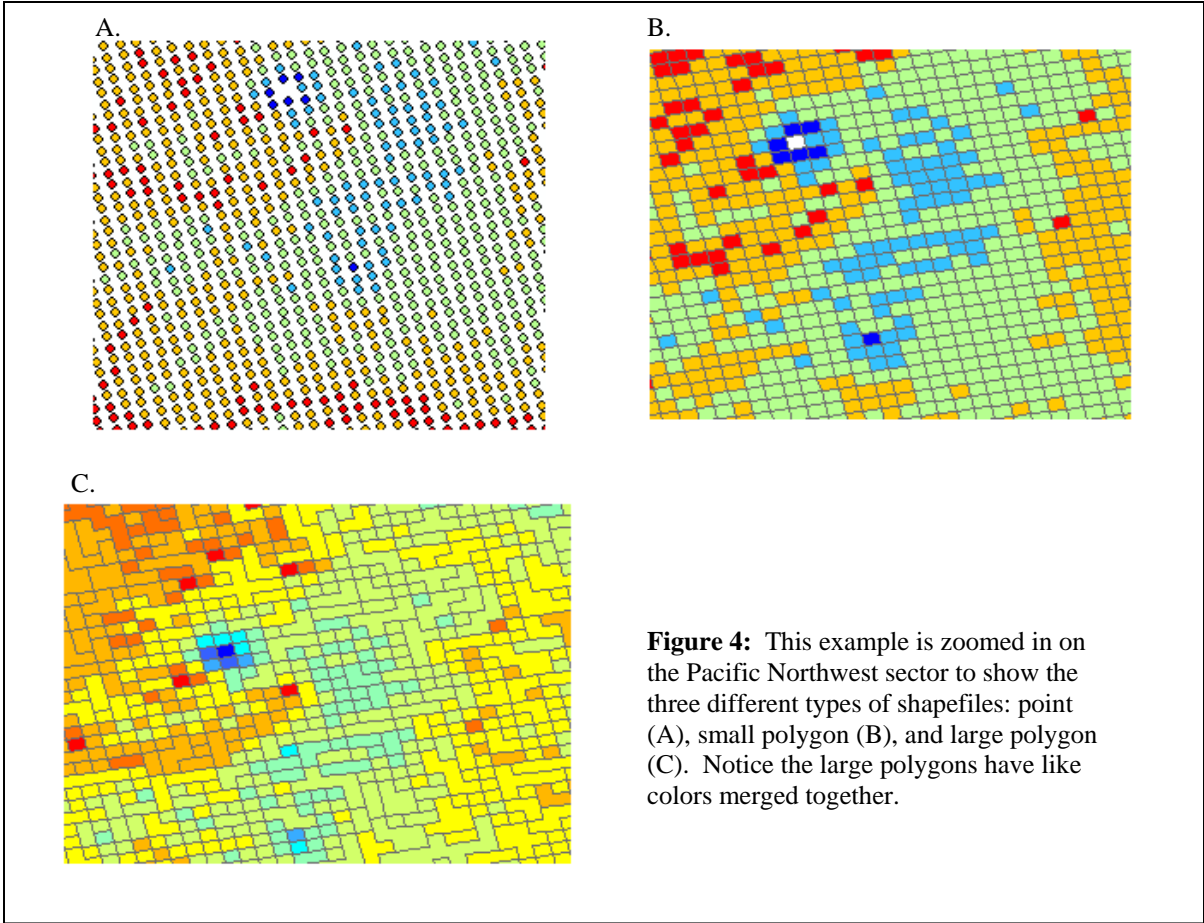 A.
B.
C.
Figure 4: This example is zoomed in on
the Pacific Northwest sector to show the
three different types of shapefiles: point
(A), small polygon (B), and large polygon
(C). Notice the large polygons have like
colors merged together.